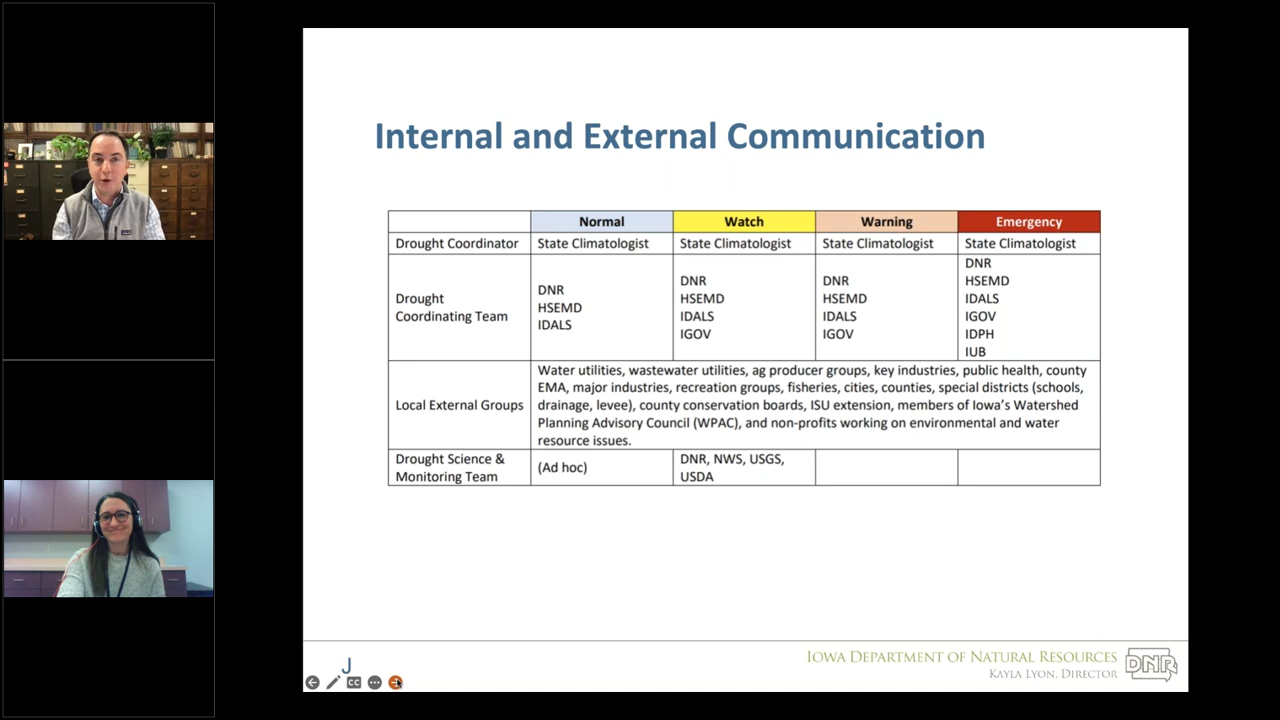 Internal and External Communication
Normal Watch Warning Emergency
Drought Coordinator State Climatologist State Climatologist State Climatologist State Climatologist
Drought
Coordinating Team
DNR
HSEMD
IDALS
DNR
HSEMD
IDALS
IGOV
DNR
HSEMD
IDALS
IGOV
DNR
HSEMD
IDALS
IGOV
IDPH
IUB
Local External Groups
Water utilities, wastewater utilities, ag producer groups, key industries, public health, county
EMA, major industries, recreation groups, fisheries, cities, counties, special districts (schools,
drainage, levee), county conservation boards, ISU extension, members of Iowa's Watershed
Planning Advisory Council (WPAC), and non-profits working on environmental and water
resource issues.
Drought Science &
Monitoring Team
(Ad hoc)
DNR, NWS, USGS,
USDA
J
CC
IOWA DEPARTMENT OF NATURAL RESOURCES
KAYLA LYON, DIRECTOR
DNR